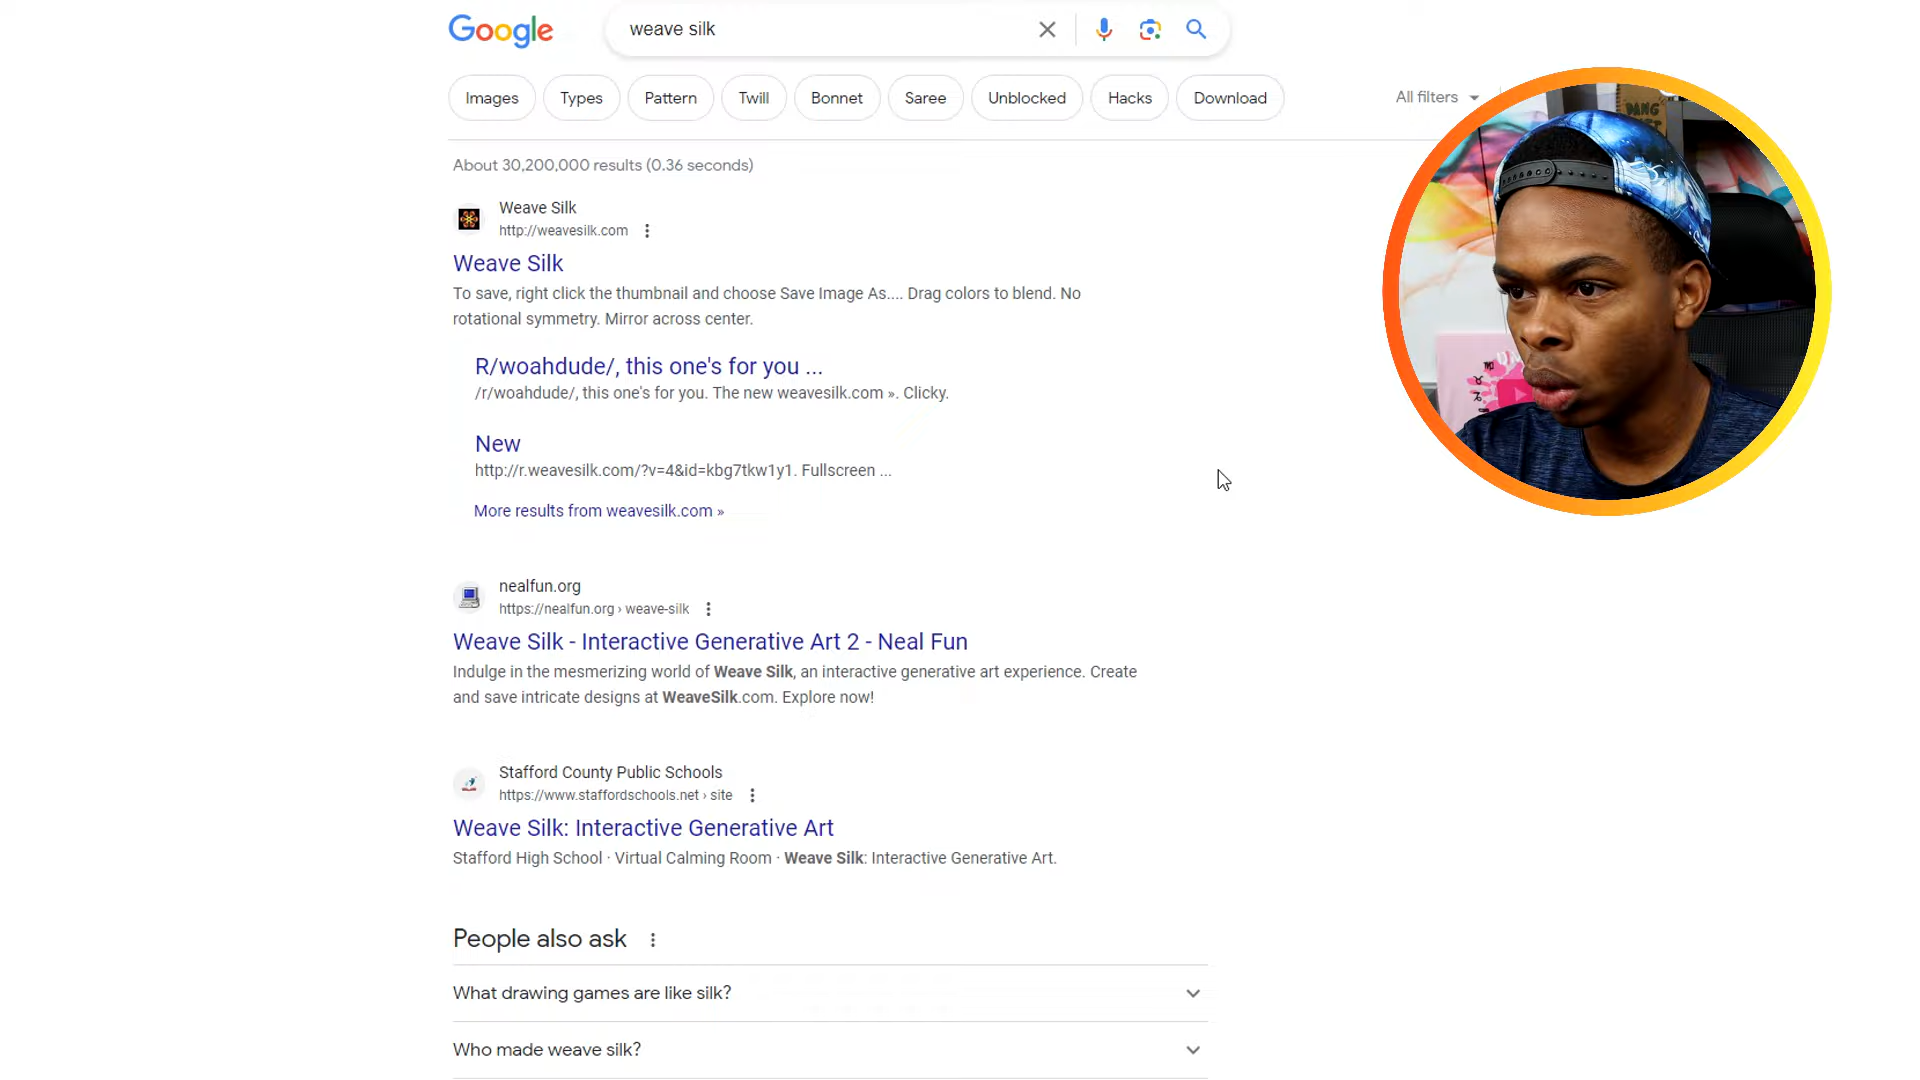 Google
weave silk
Images
Types
Pattern
Twill
Bonnet
Saree
Unblocked
Hacks
Download
All filters
About 30,200,000 results (0.36 seconds)
Weave Silk
http://weavesilk.com
Weave Silk
To save, right click the thumbnail and choose Save Image As.... Drag colors to blend. No
rotational symmetry. Mirror across center.
R/woahdude/, this one's for you ...
/r/woahdude/, this one's for you. The new weavesilk.com ». Clicky.
New
http://r.weavesilk.com/?v=4&id=kbg7tkw1y1. Fullscreen ...
More results from weavesilk.com »
nealfun.org
https://nealfun.org › weave-silk
Weave Silk - Interactive Generative Art 2 - Neal Fun
Indulge in the mesmerizing world of Weave Silk, an interactive generative art experience. Create
and save intricate designs at WeaveSilk.com. Explore now!
Stafford County Public Schools
https://www.staffordschools.net › site
Weave Silk: Interactive Generative Art
Stafford High School · Virtual Calming Room · Weave Silk: Interactive Generative Art.
People also ask
What drawing games are like silk?
Who made weave silk?